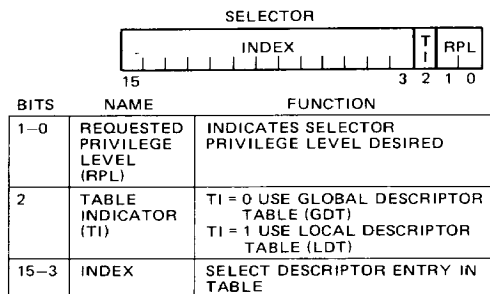 SELECTOR
INDEX T I RPL
15 3 2 1 0
BITS NAME FUNCTION
1–0 REQUESTED INDICATES SELECTOR
PRIVILEGE PRIVILEGE LEVEL DESIRED
LEVEL
(RPL)
2 TABLE TI = 0 USE GLOBAL DESCRIPTOR
INDICATOR TABLE (GDT)
(TI) TI = 1 USE LOCAL DESCRIPTOR
TABLE (LDT)
15–3 INDEX SELECT DESCRIPTOR ENTRY IN
TABLE